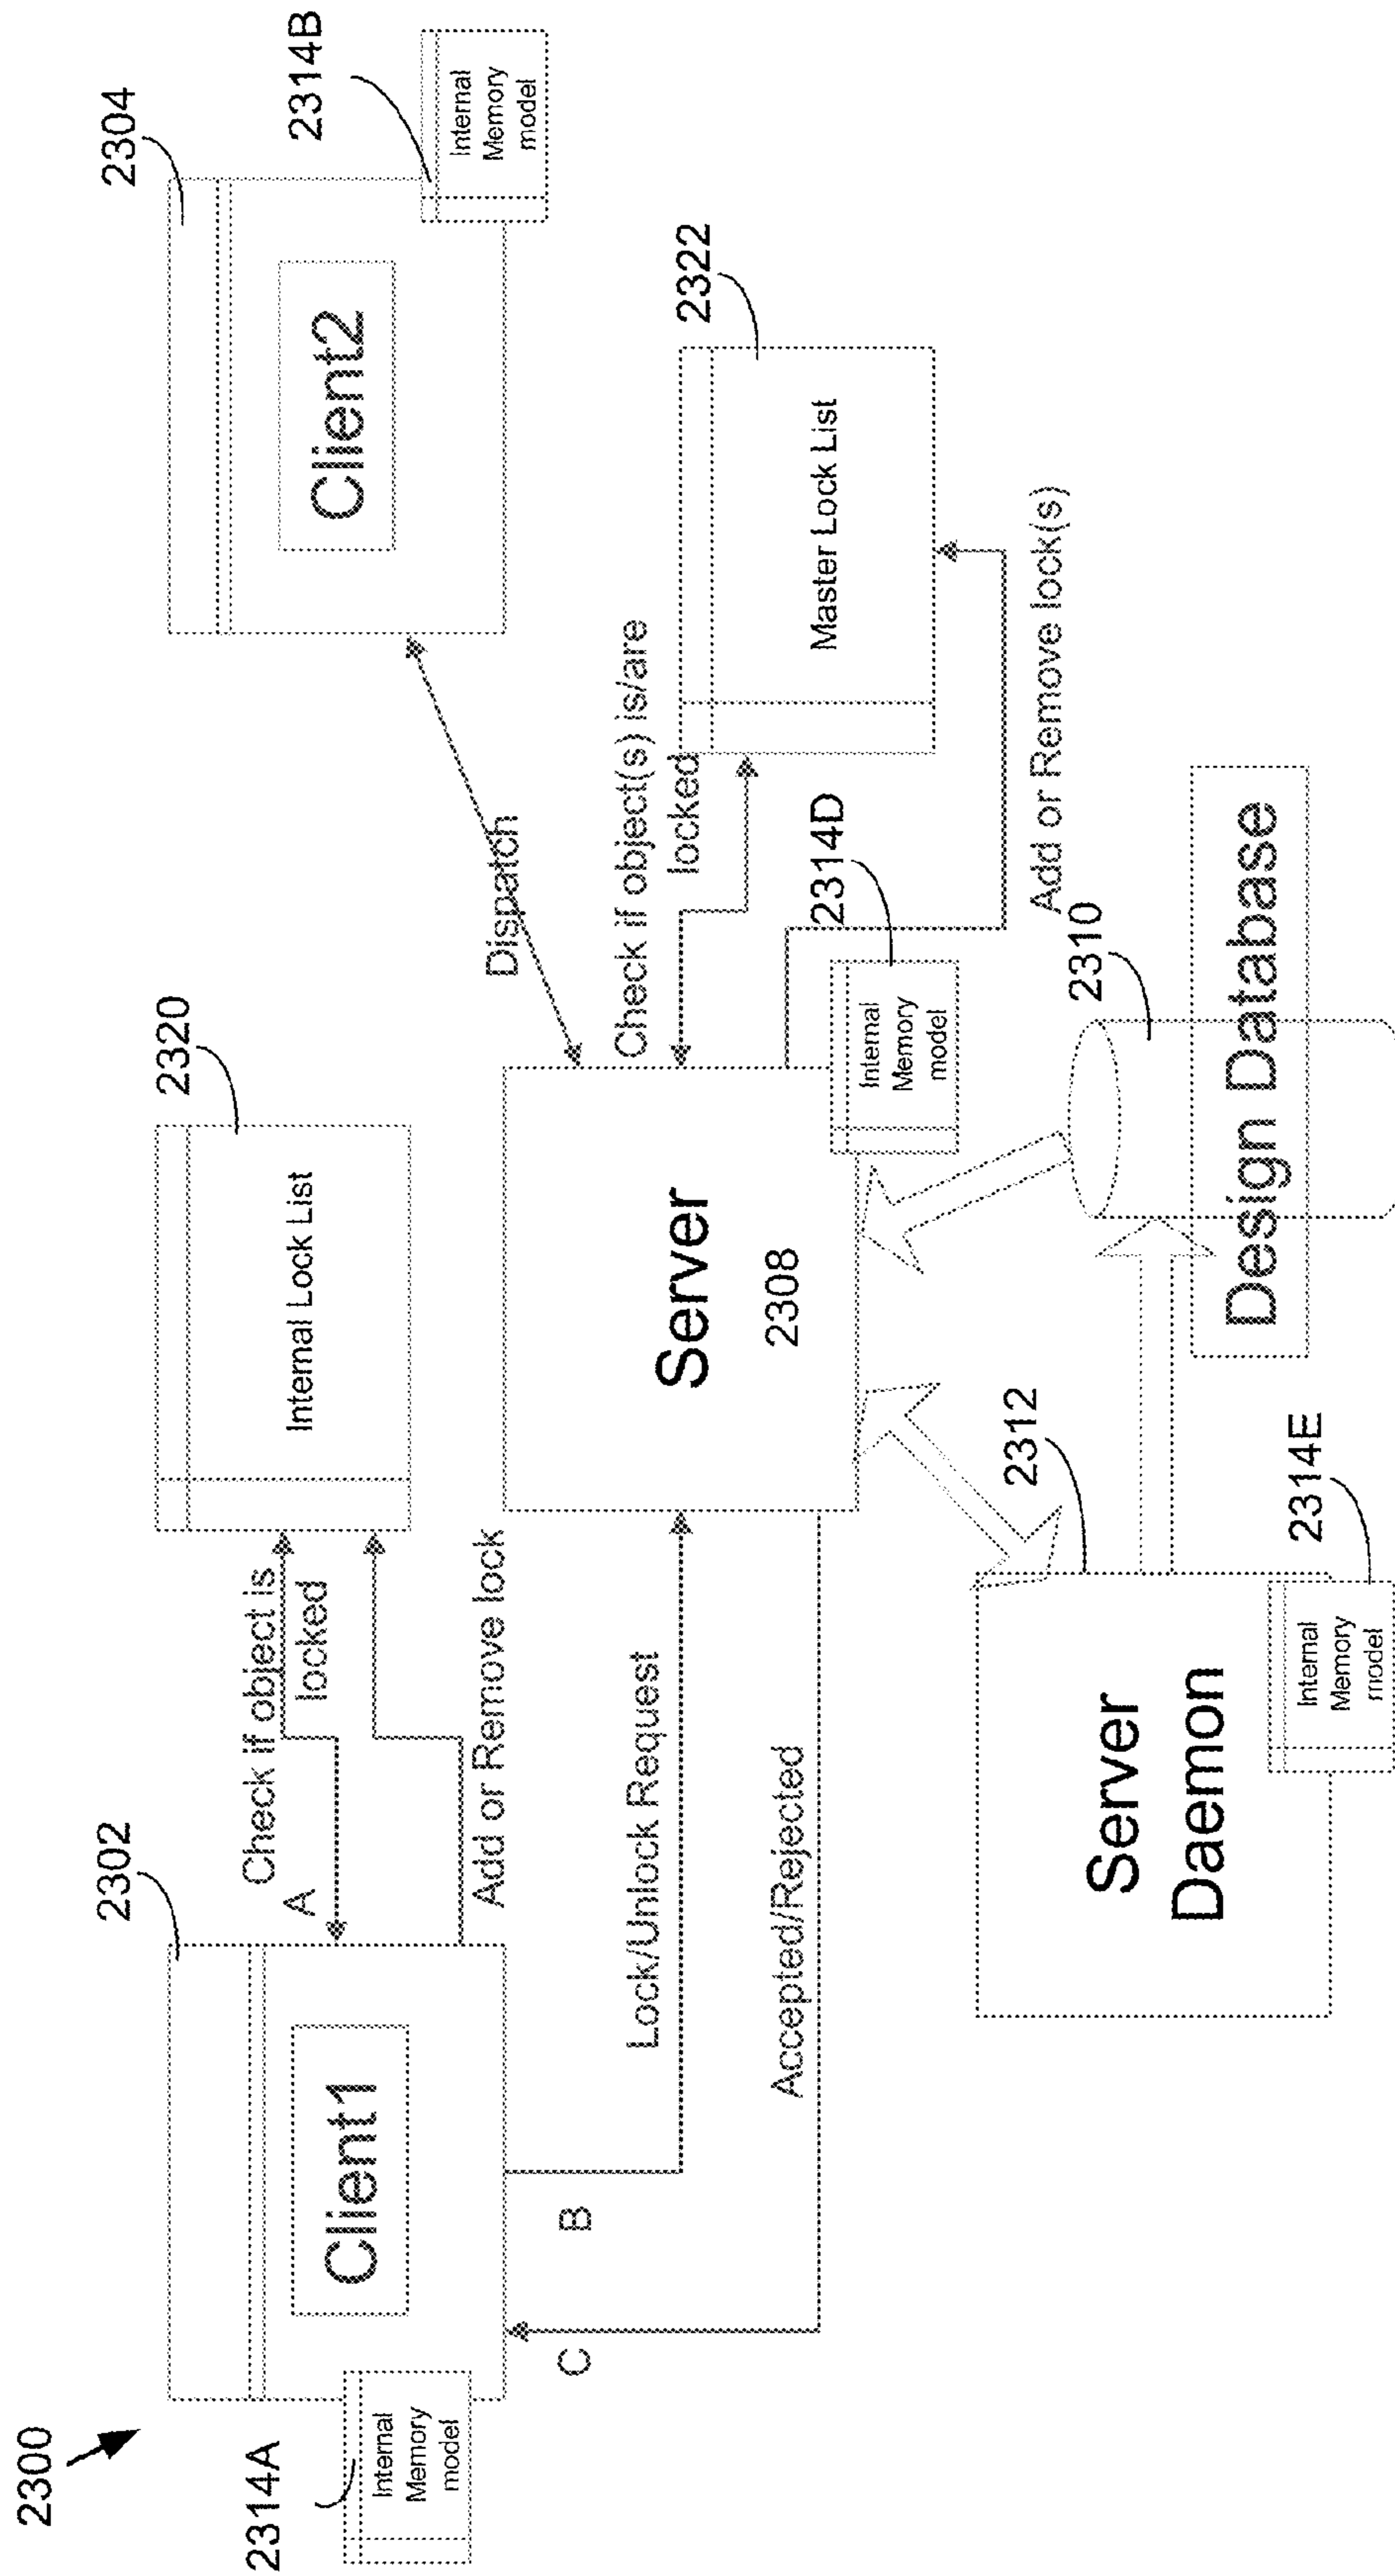 2300
2302
2320
2304
2314B
Internal
Memory
model
Client2
Client1
2314A
Internal
Memory
model
Check if object is
locked
A
Add or Remove lock
Internal Lock List
Dispatch
Lock/Unlock Request
B
Accepted/Rejected
C
Server
2308
Check if object(s) is/are
locked
2322
Master Lock List
Add or Remove lock(s)
2314D
Internal
Memory
model
2310
Design Database
2312
Server
Daemon
2314E
Internal
Memory
model